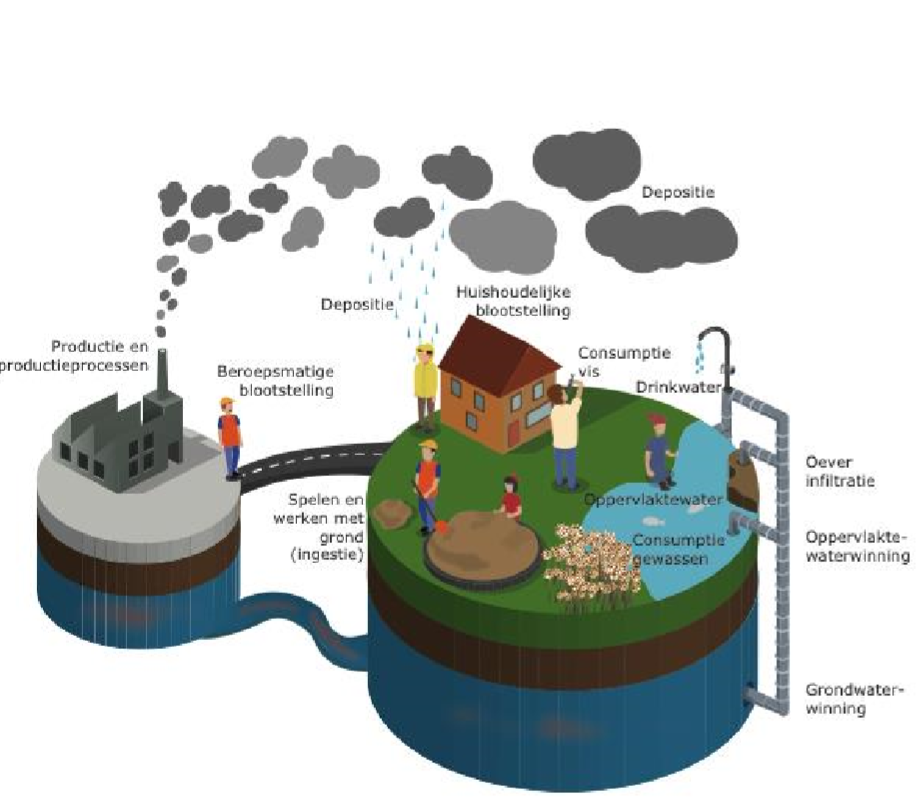 Depositie
Huishoudelijke
blootstelling
Depositie
Productie en
productieprocessen
Beroepsmatige
blootstelling
Consumptie
vis
Drinkwater
Oever
infiltratie
Spelen en
werken met
grond
(ingestie)
Oppervlaktewater
Consumptie
gewassen
Oppervlakte-
waterwinning
Grondwater-
winning